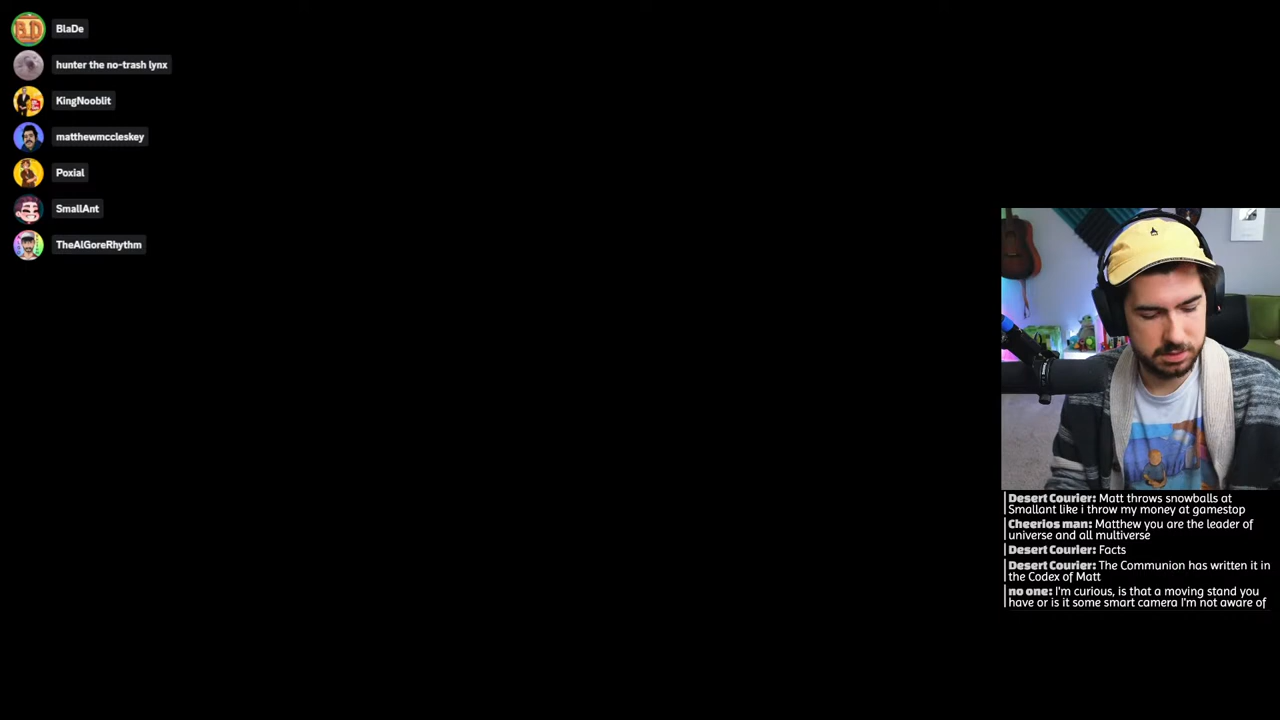 BlaDe
hunter the no-trash lynx
KingNooblit
matthewmccleskey
Poxial
SmallAnt
TheAlGoreRhythm
Desert Courier: Matt throws snowballs at
Smallant like i throw my money at gamestop
Cheerios man: Matthew you are the leader of
universe and all multiverse
Desert Courier: Facts
Desert Courier: The Communion has written it in
the Codex of Matt
no one: I'm curious, is that a moving stand you
have or is it some smart camera I'm not aware of